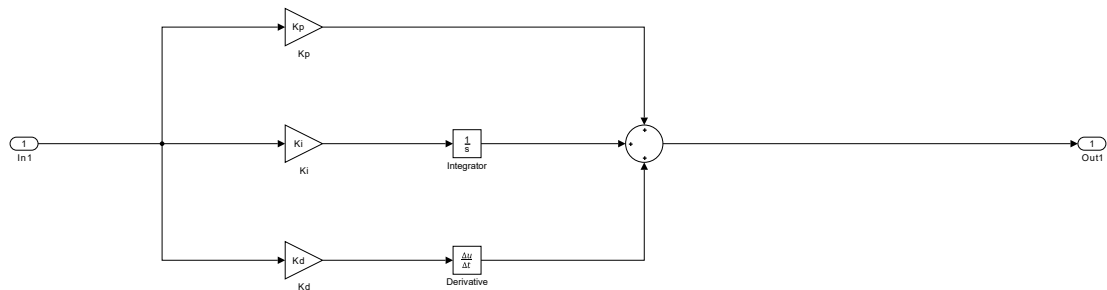 Kp
Kp
1
In1
Ki
Ki
1
s
Integrator
+
+
+
1
Out1
Kd
Kd
Δu
Δt
Derivative